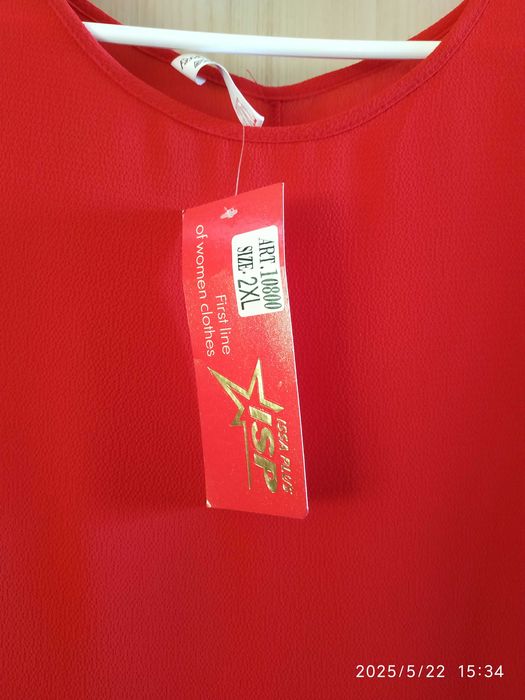 ART.10800
SIZE: 2XL
First line
of women clothes
ISSA PLUS
ISP
2025/5/22 15:34